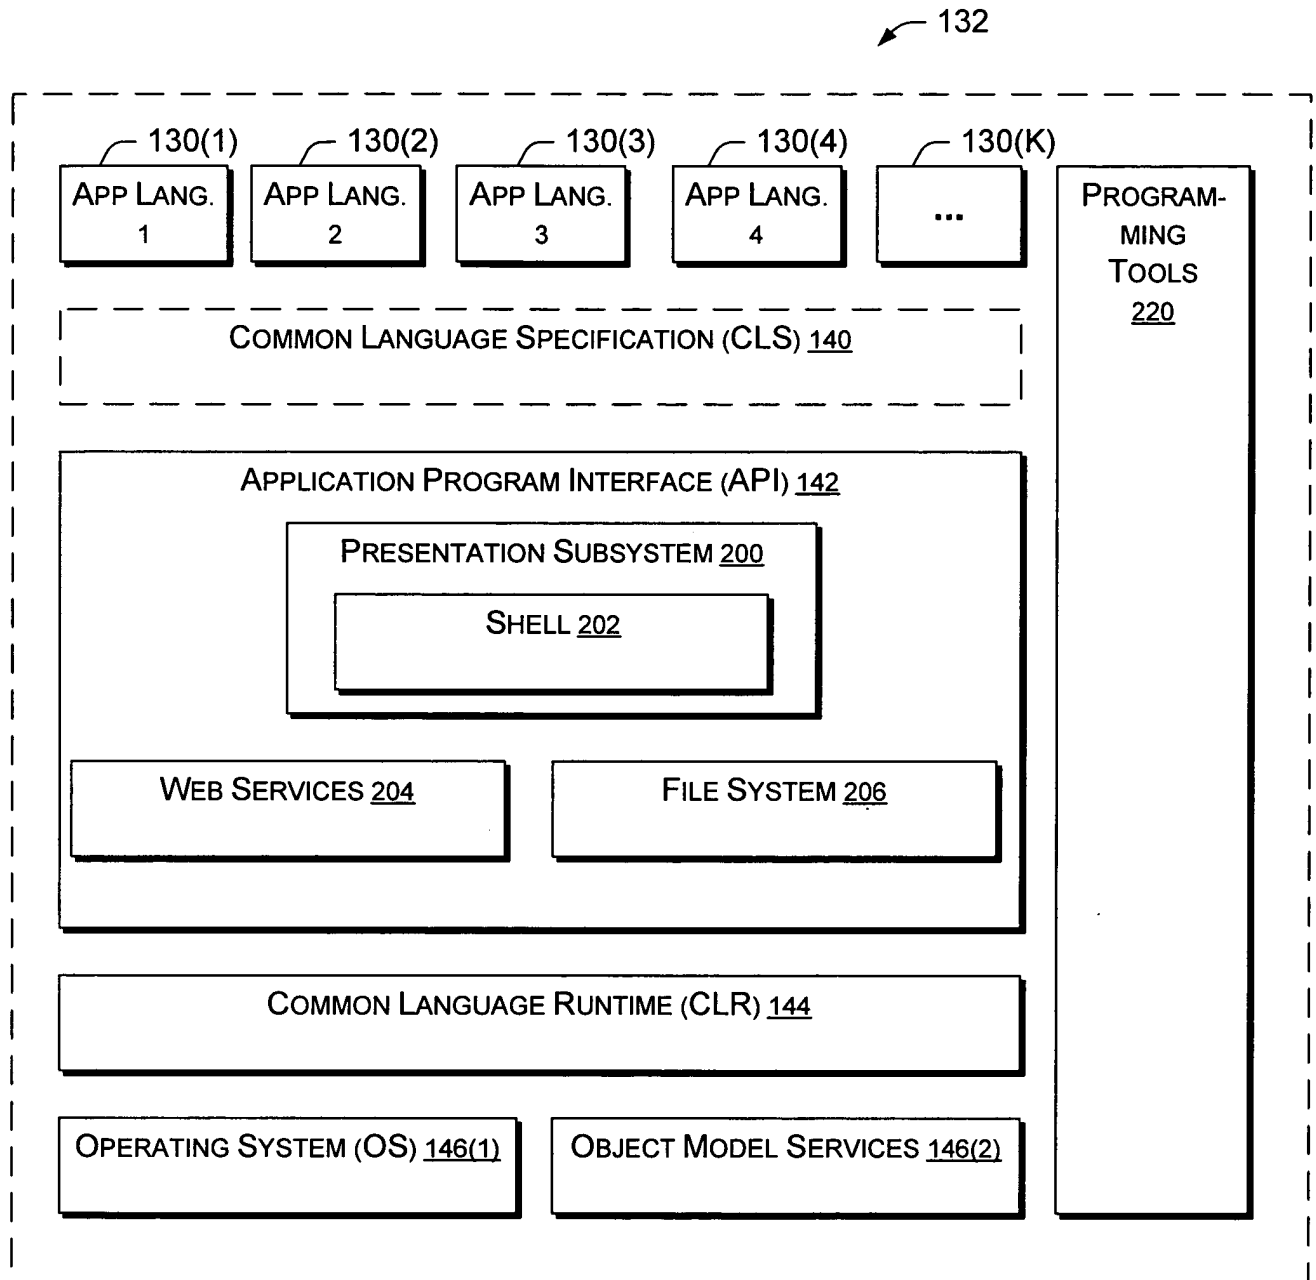 132
130(1) 130(2) 130(3) 130(4) 130(K)
APP LANG.
1
APP LANG.
2
APP LANG.
3
APP LANG.
4
...
PROGRAM-
MING
TOOLS
220
COMMON LANGUAGE SPECIFICATION (CLS) 140
APPLICATION PROGRAM INTERFACE (API) 142
PRESENTATION SUBSYSTEM 200
SHELL 202
WEB SERVICES 204
FILE SYSTEM 206
COMMON LANGUAGE RUNTIME (CLR) 144
OPERATING SYSTEM (OS) 146(1)
OBJECT MODEL SERVICES 146(2)